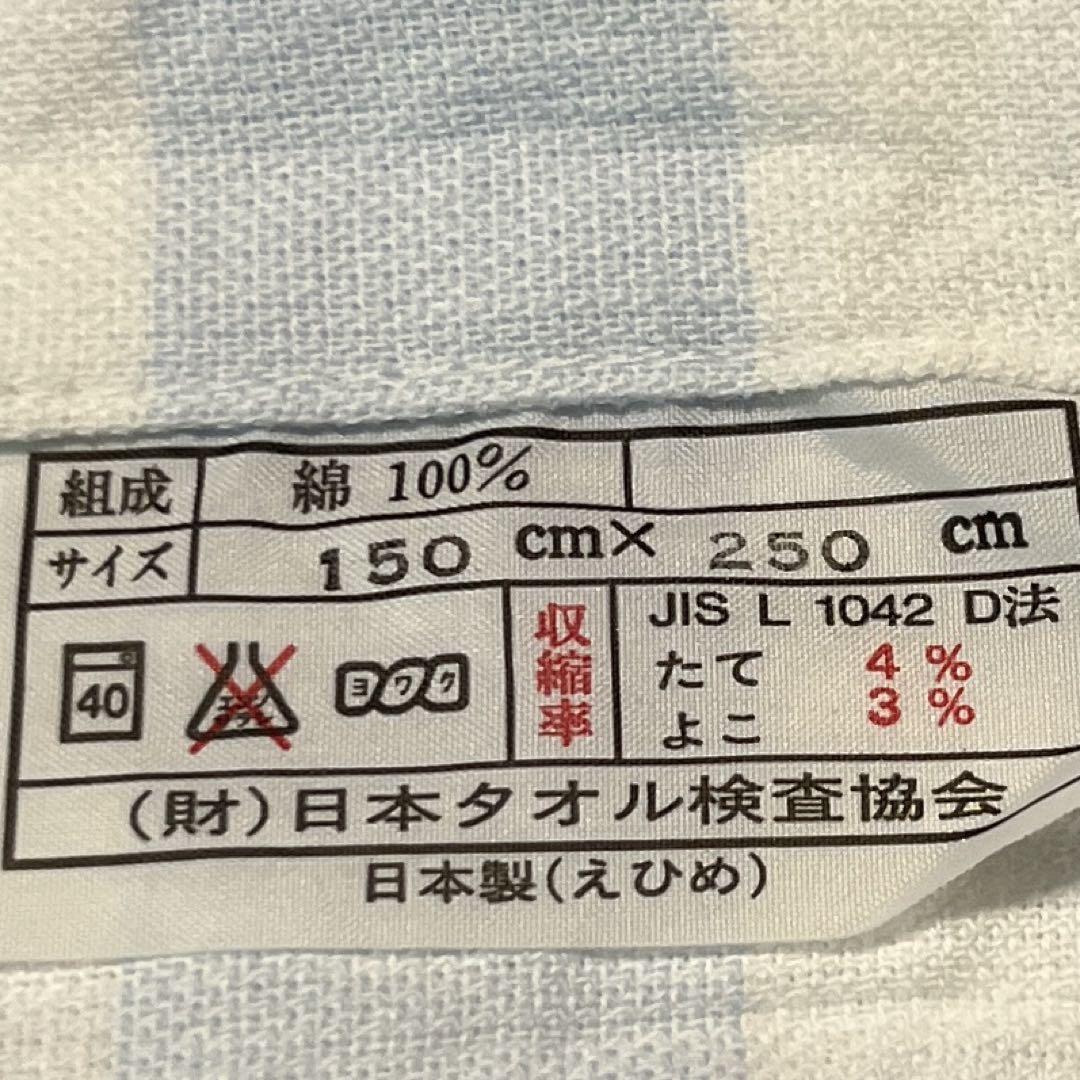 組成 綿 100%
サイズ 150 cm× 250 cm
40 ヨワク 収縮率 JIS L 1042 D法
たて 4 %
よこ 3 %
(財)日本タオル検査協会
日本製(えひめ)